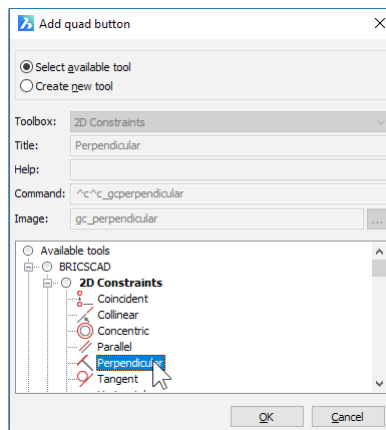 Add quad button
Select available tool
Create new tool
Toolbox: 2D Constraints
Title: Perpendicular
Help:
Command: ^c^c_gcperpendicular
Image: gc_perpendicular ...
Available tools
BRICSCAD
2D Constraints
Coincident
Collinear
Concentric
Parallel
Perpendicular
Tangent
OK Cancel